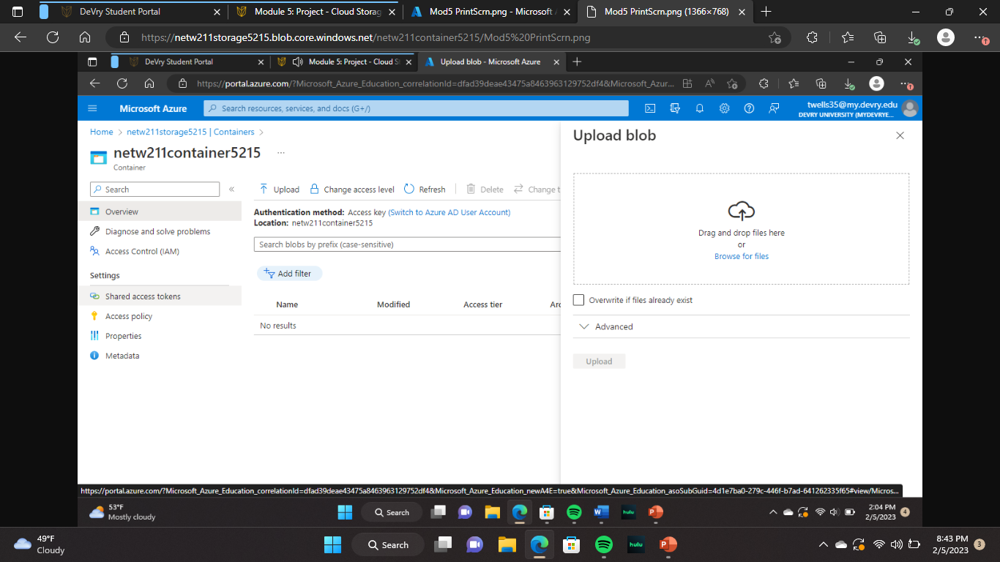 DeVry Student Portal
Module 5: Project - Cloud Storag
Mod5 PrintScrn.png - Microsoft A
Mod5 PrintScrn.png (1366×768)
https://netw211storage5215.blob.core.windows.net/netw211container5215/Mod5%20PrintScrn.png
DeVry Student Portal
Module 5: Project - Cloud St
Upload blob - Microsoft Azure
https://portal.azure.com/?Microsoft_Azure_Education_correlationId=dfad39deae43475a8463963129752df4&Microsoft_Azur...
Microsoft Azure
Search resources, services, and docs (G+/)
twells35@my.devry.edu
DEVRY UNIVERSITY (MYDEVRYE...
Home > netw211storage5215 | Containers >
netw211container5215 ...
Container
Search
«
Overview
Diagnose and solve problems
Access Control (IAM)
Settings
Shared access tokens
Access policy
Properties
Metadata
Upload
Change access level
Refresh
Delete
Change t
Authentication method: Access key (Switch to Azure AD User Account)
Location: netw211container5215
Search blobs by prefix (case-sensitive)
Add filter
Name Modified Access tier Arc
No results
Upload blob
Drag and drop files here
or
Browse for files
Overwrite if files already exist
Advanced
Upload
https://portal.azure.com/?Microsoft_Azure_Education_correlationId=dfad39deae43475a8463963129752df4&Microsoft_Azure_Education_newA4E=true&Microsoft_Azure_Education_asoSubGuid=4d1e7ba0-279c-446f-b7ad-641262335f65#view/Micros...
53°F
Mostly cloudy
Search
hulu
2:04 PM
2/5/2023
4
49°F
Cloudy
Search
hulu
8:43 PM
2/5/2023
3